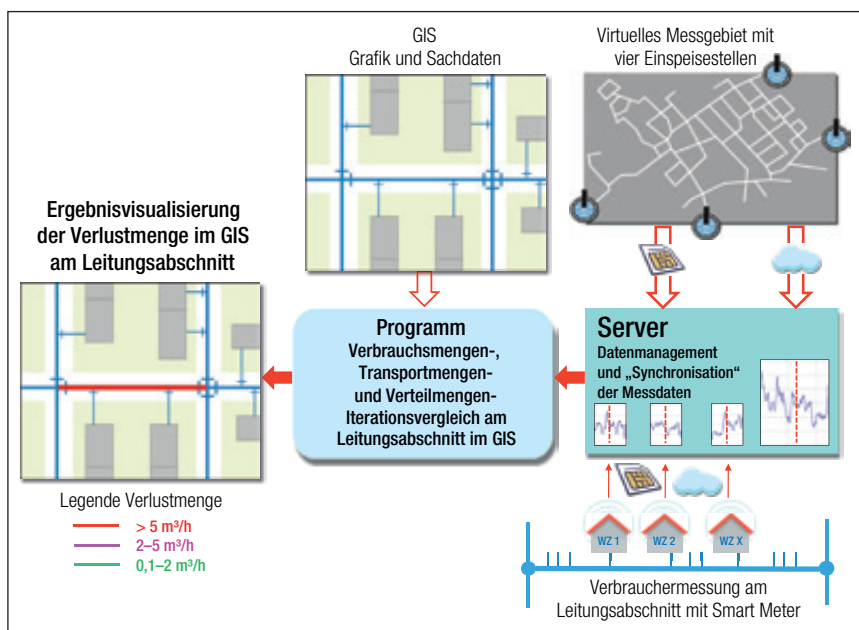 GIS
Grafik und Sachdaten
Virtuelles Messgebiet mit
vier Einspeisestellen
Ergebnisvisualisierung
der Verlustmenge im GIS
am Leitungsabschnitt
Programm
Verbrauchsmengen-,
Transportmengen-
und Verteilmengen-
Iterationsvergleich am
Leitungsabschnitt im GIS
Server
Datenmanagement
und „Synchronisation“
der Messdaten
Legende Verlustmenge
> 5 m³/h
2–5 m³/h
0,1–2 m³/h
WZ 1
WZ 2
WZ X
Verbrauchermessung am
Leitungsabschnitt mit Smart Meter